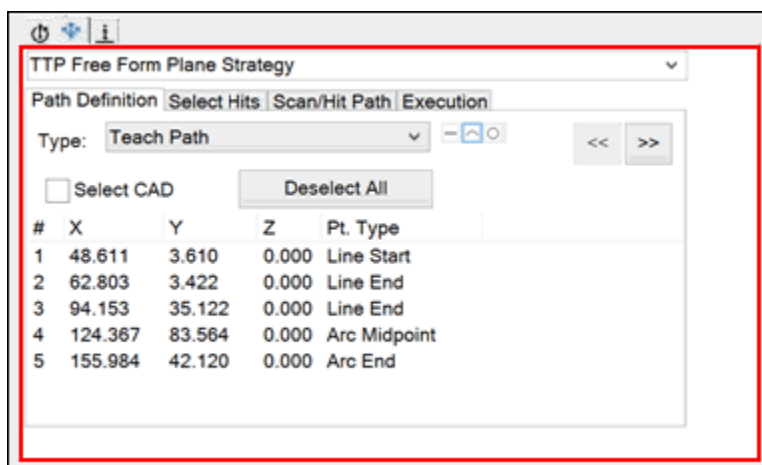 TTP Free Form Plane Strategy
Path Definition Select Hits Scan/Hit Path Execution
Type: Teach Path << >>
Select CAD Deselect All
# X Y Z Pt. Type
1 48.611 3.610 0.000 Line Start
2 62.803 3.422 0.000 Line End
3 94.153 35.122 0.000 Line End
4 124.367 83.564 0.000 Arc Midpoint
5 155.984 42.120 0.000 Arc End